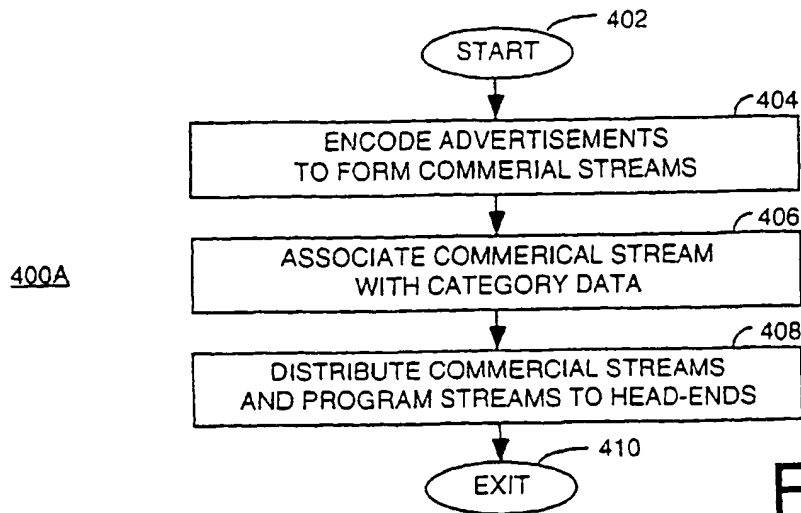 402
START
404
ENCODE ADVERTISEMENTS
TO FORM COMMERIAL STREAMS
406
400A
ASSOCIATE COMMERICAL STREAM
WITH CATEGORY DATA
408
DISTRIBUTE COMMERCIAL STREAMS
AND PROGRAM STREAMS TO HEAD-ENDS
410
EXIT
F